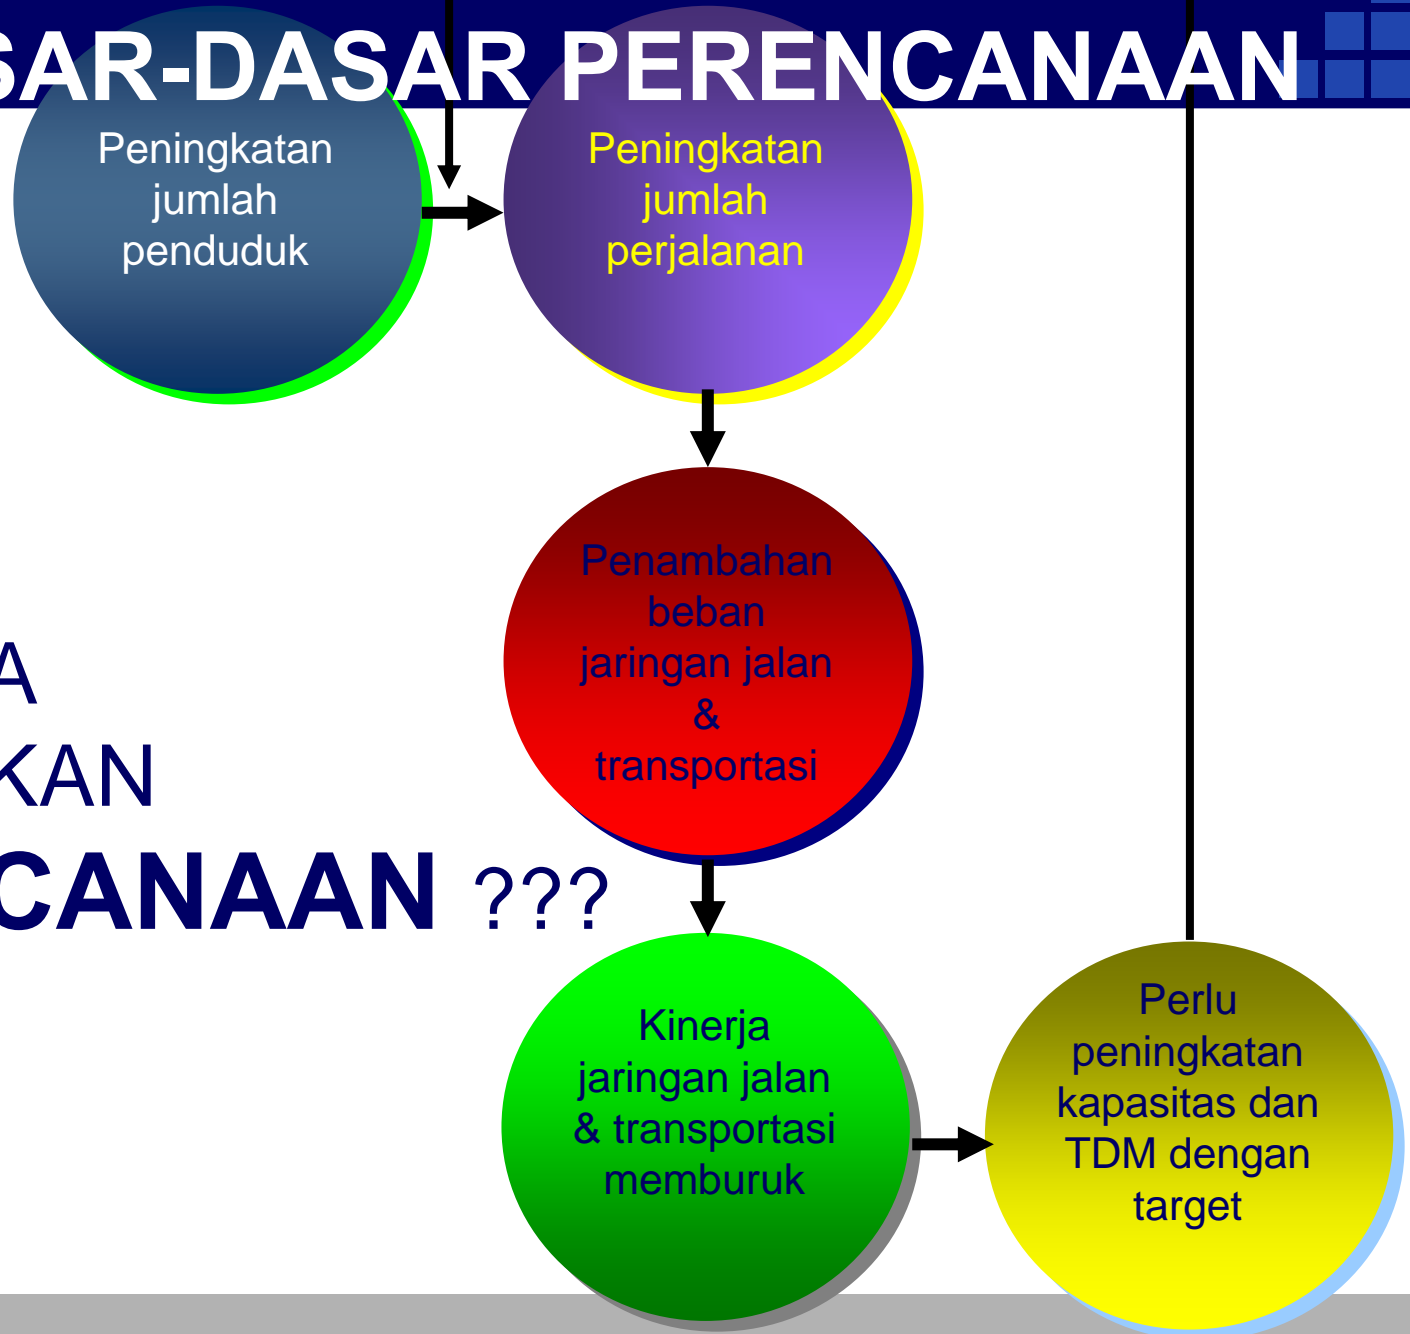 SAR-DASAR PERENCANAAN
Peningkatan
jumlah
penduduk
Peningkatan
jumlah
perjalanan
Penambahan
beban
jaringan jalan
&
transportasi
A
KAN
CANAAN ???
Kinerja
jaringan jalan
& transportasi
memburuk
Perlu
peningkatan
kapasitas dan
TDM dengan
target